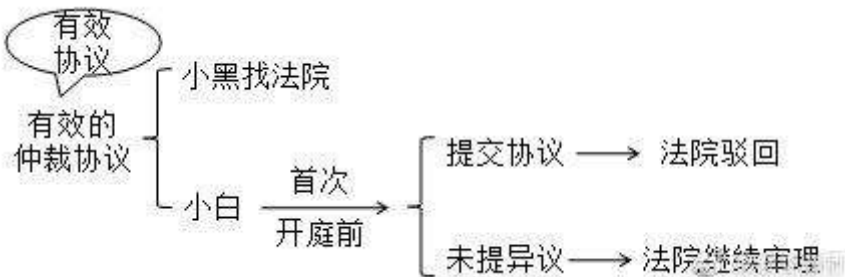 有效
协议
小黑找法院
有效的
仲裁协议
小白
首次
开庭前
提交协议
法院驳回
未提异议
法院继续审理